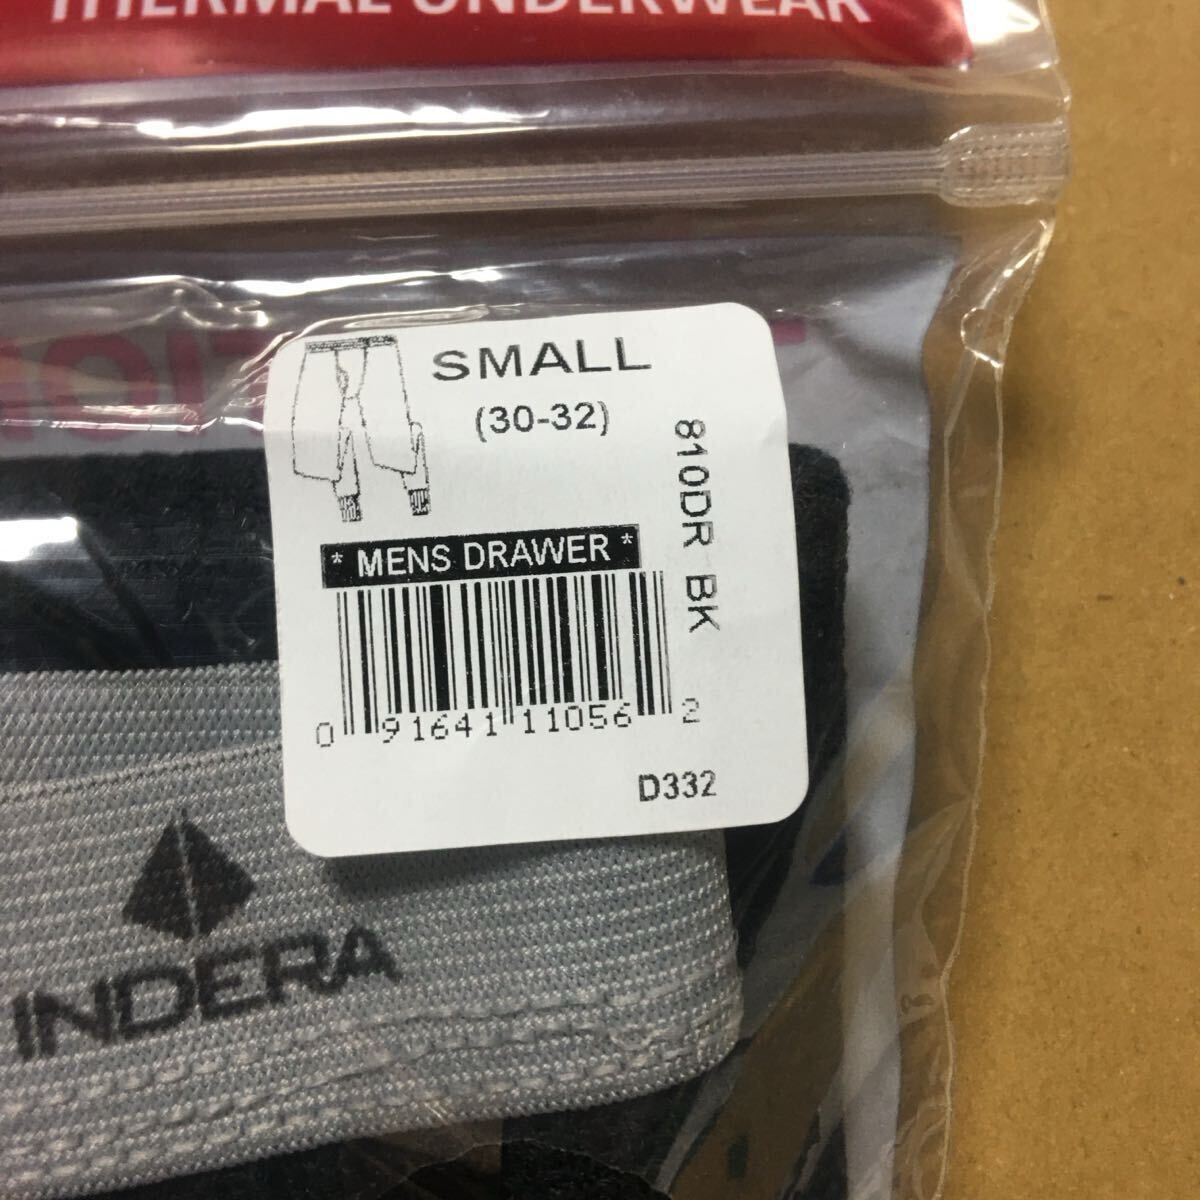 THERMAL UNDERWEAR
SMALL
(30-32)
810DR BK
* MENS DRAWER *
0 91641 11056 2
D332
INDERA